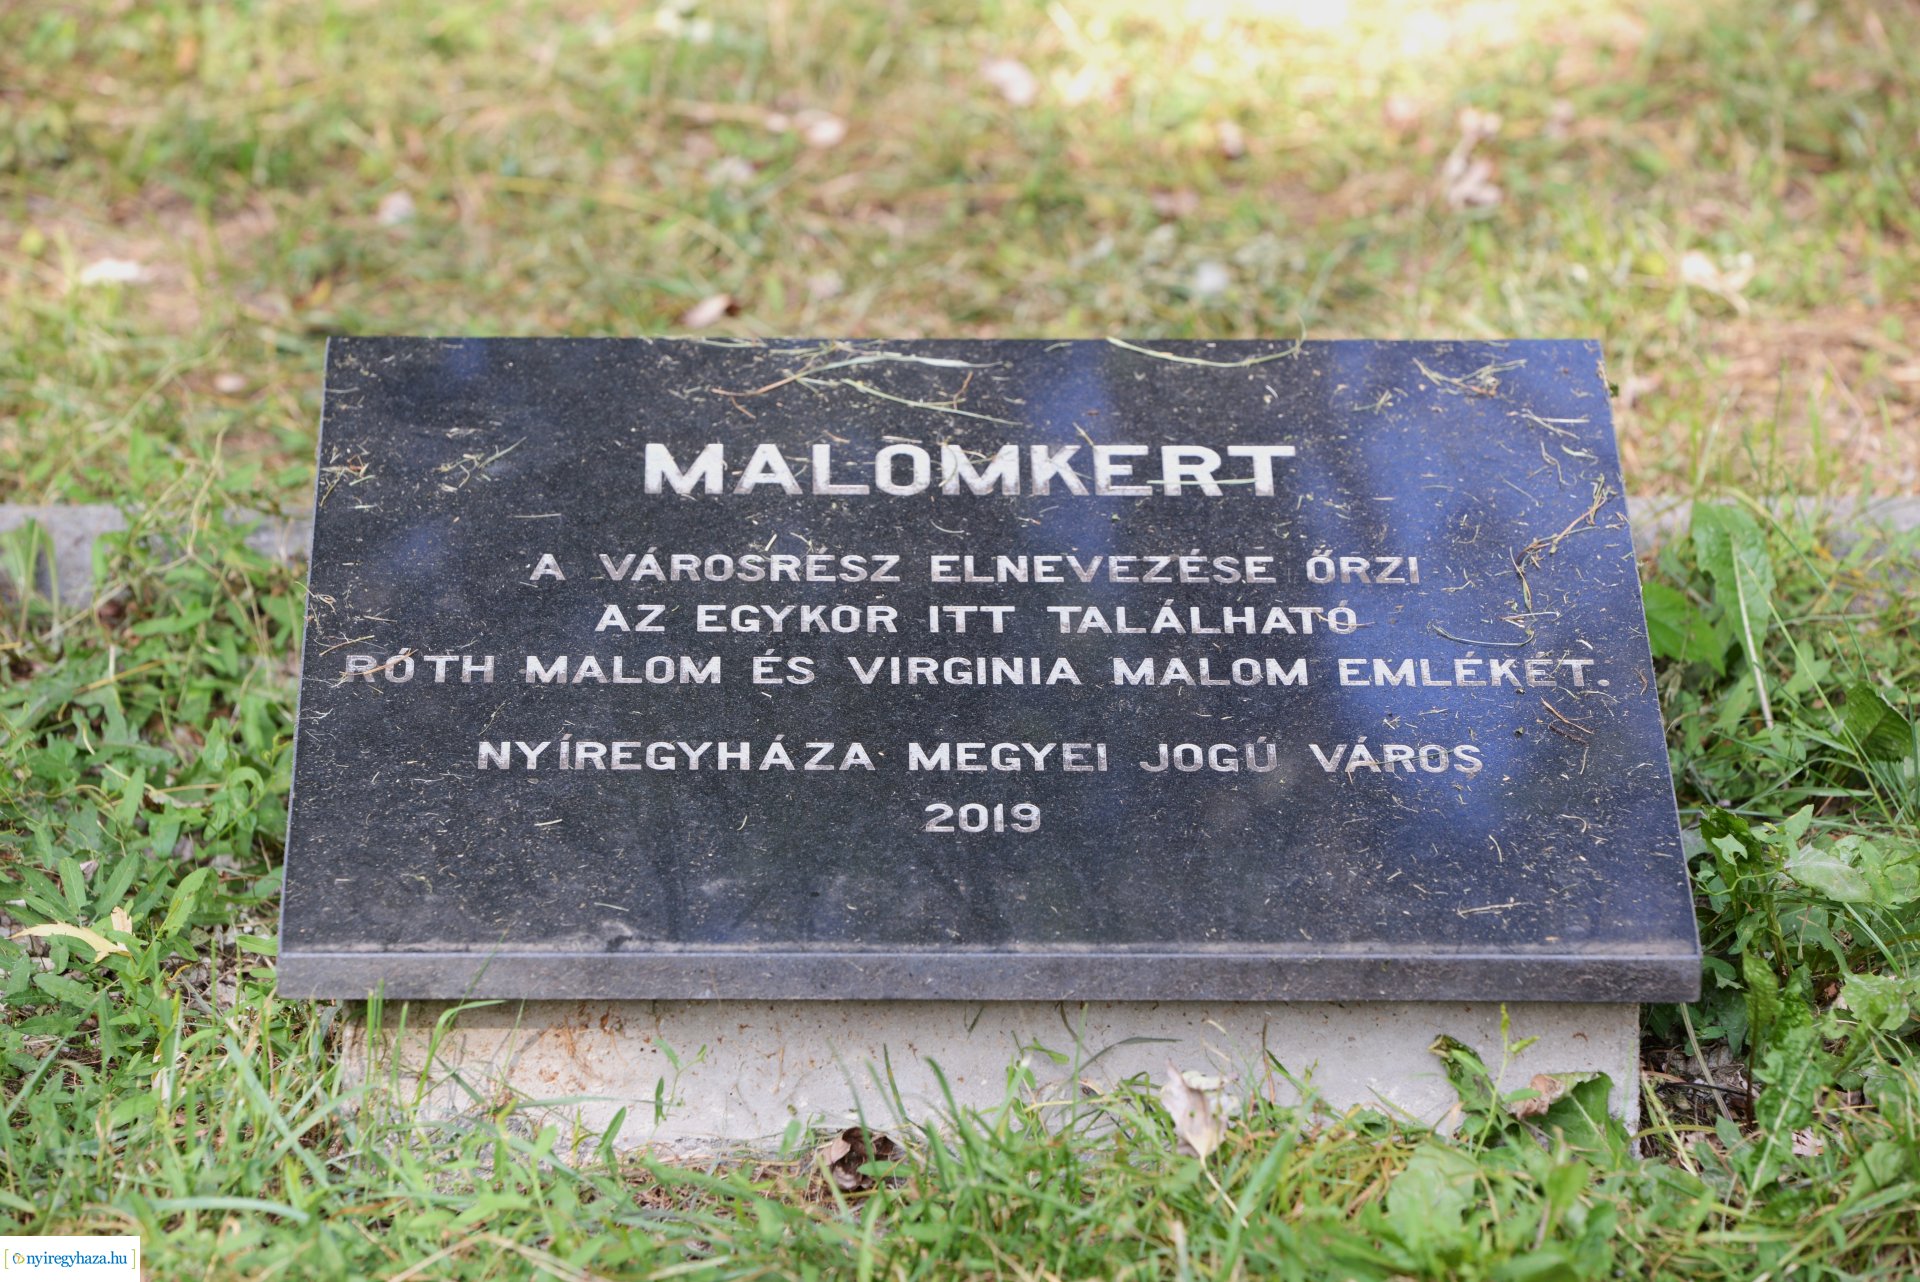 MALOMKERT
A VÁROSRÉSZ ELNEVEZÉSE ŐRZI
AZ EGYKOR ITT TALÁLHATÓ
RÓTH MALOM ÉS VIRGINIA MALOM EMLÉKÉT.
NYÍREGYHÁZA MEGYEI JOGÚ VÁROS
2019
nyiregyhaza.hu